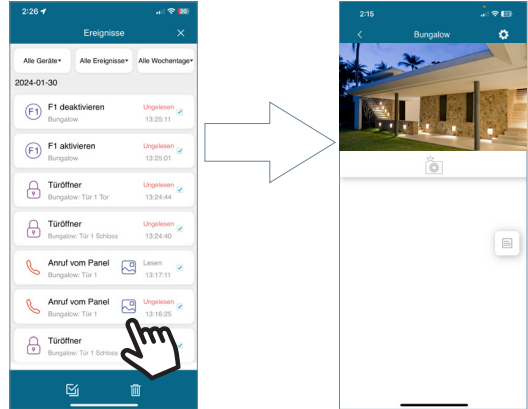 2:26
30
Ereignisse
Alle Geräte
Alle Ereignisse
Alle Wochentage
2024-01-30
F1
F1 deaktivieren
Ungelesen
Bungalow
13:25:11
F1
F1 aktivieren
Ungelesen
Bungalow
13:25:01
Türöffner
Ungelesen
Bungalow: Tür 1 Tor
13:24:44
Türöffner
Ungelesen
Bungalow: Tür 1 Schloss
13:24:40
Anruf vom Panel
Lesen
Bungalow: Tür 1
13:17:11
Anruf vom Panel
Ungelesen
Bungalow: Tür 1
13:16:25
Türöffner
Bungalow: Tür 1 Schloss
2:15
Bungalow